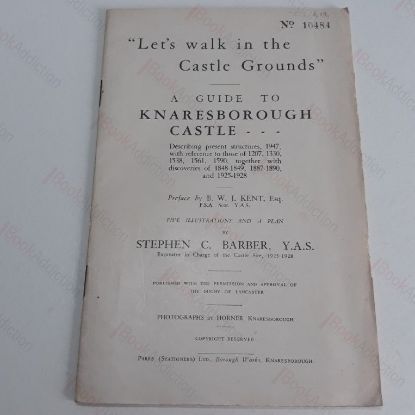 Nº 10484
"Let's walk in the
Castle Grounds"
A GUIDE TO
KNARESBOROUGH
CASTLE - - -
Describing present structures, 1947,
with reference to those of 1207, 1330,
1538, 1561, 1590, together with
discoveries of 1848-1849, 1887-1890,
and 1925-1928
Preface by B. W. J. KENT, Esq.
F.S.A. Scot. Y.A.S.
FIVE ILLUSTRATIONS AND A PLAN
BY
STEPHEN C. BARBER, Y.A.S.
Excavator in Charge of the Castle Site, 1925-1928
PUBLISHED WITH THE PERMISSION AND APPROVAL OF
THE DUCHY OF LANCASTER
PHOTOGRAPHS by HORNER KNARESBOROUGH
COPYRIGHT RESERVED
(STATIONERS) LTD., Borough Works, KNARESBOROUGH
BookAddiction